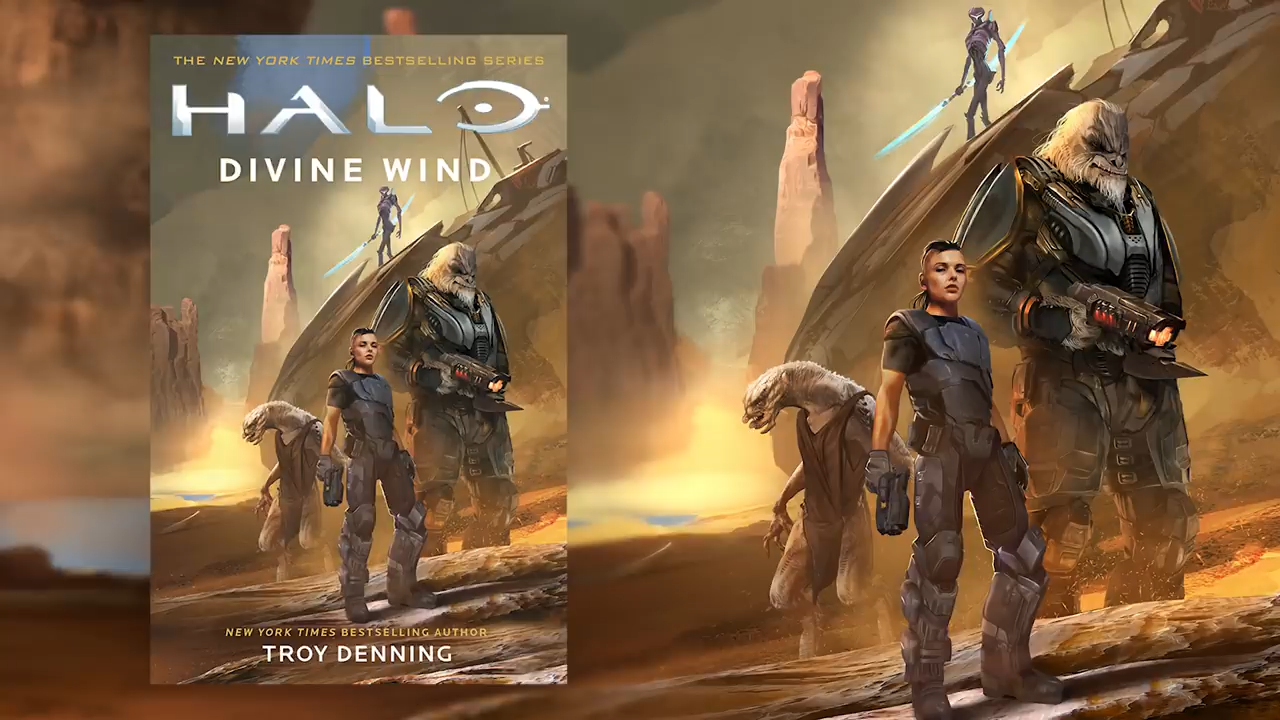 THE NEW YORK TIMES BESTSELLING SERIES
HALO
DIVINE WIND
NEW YORK TIMES BESTSELLING AUTHOR
TROY DENNING